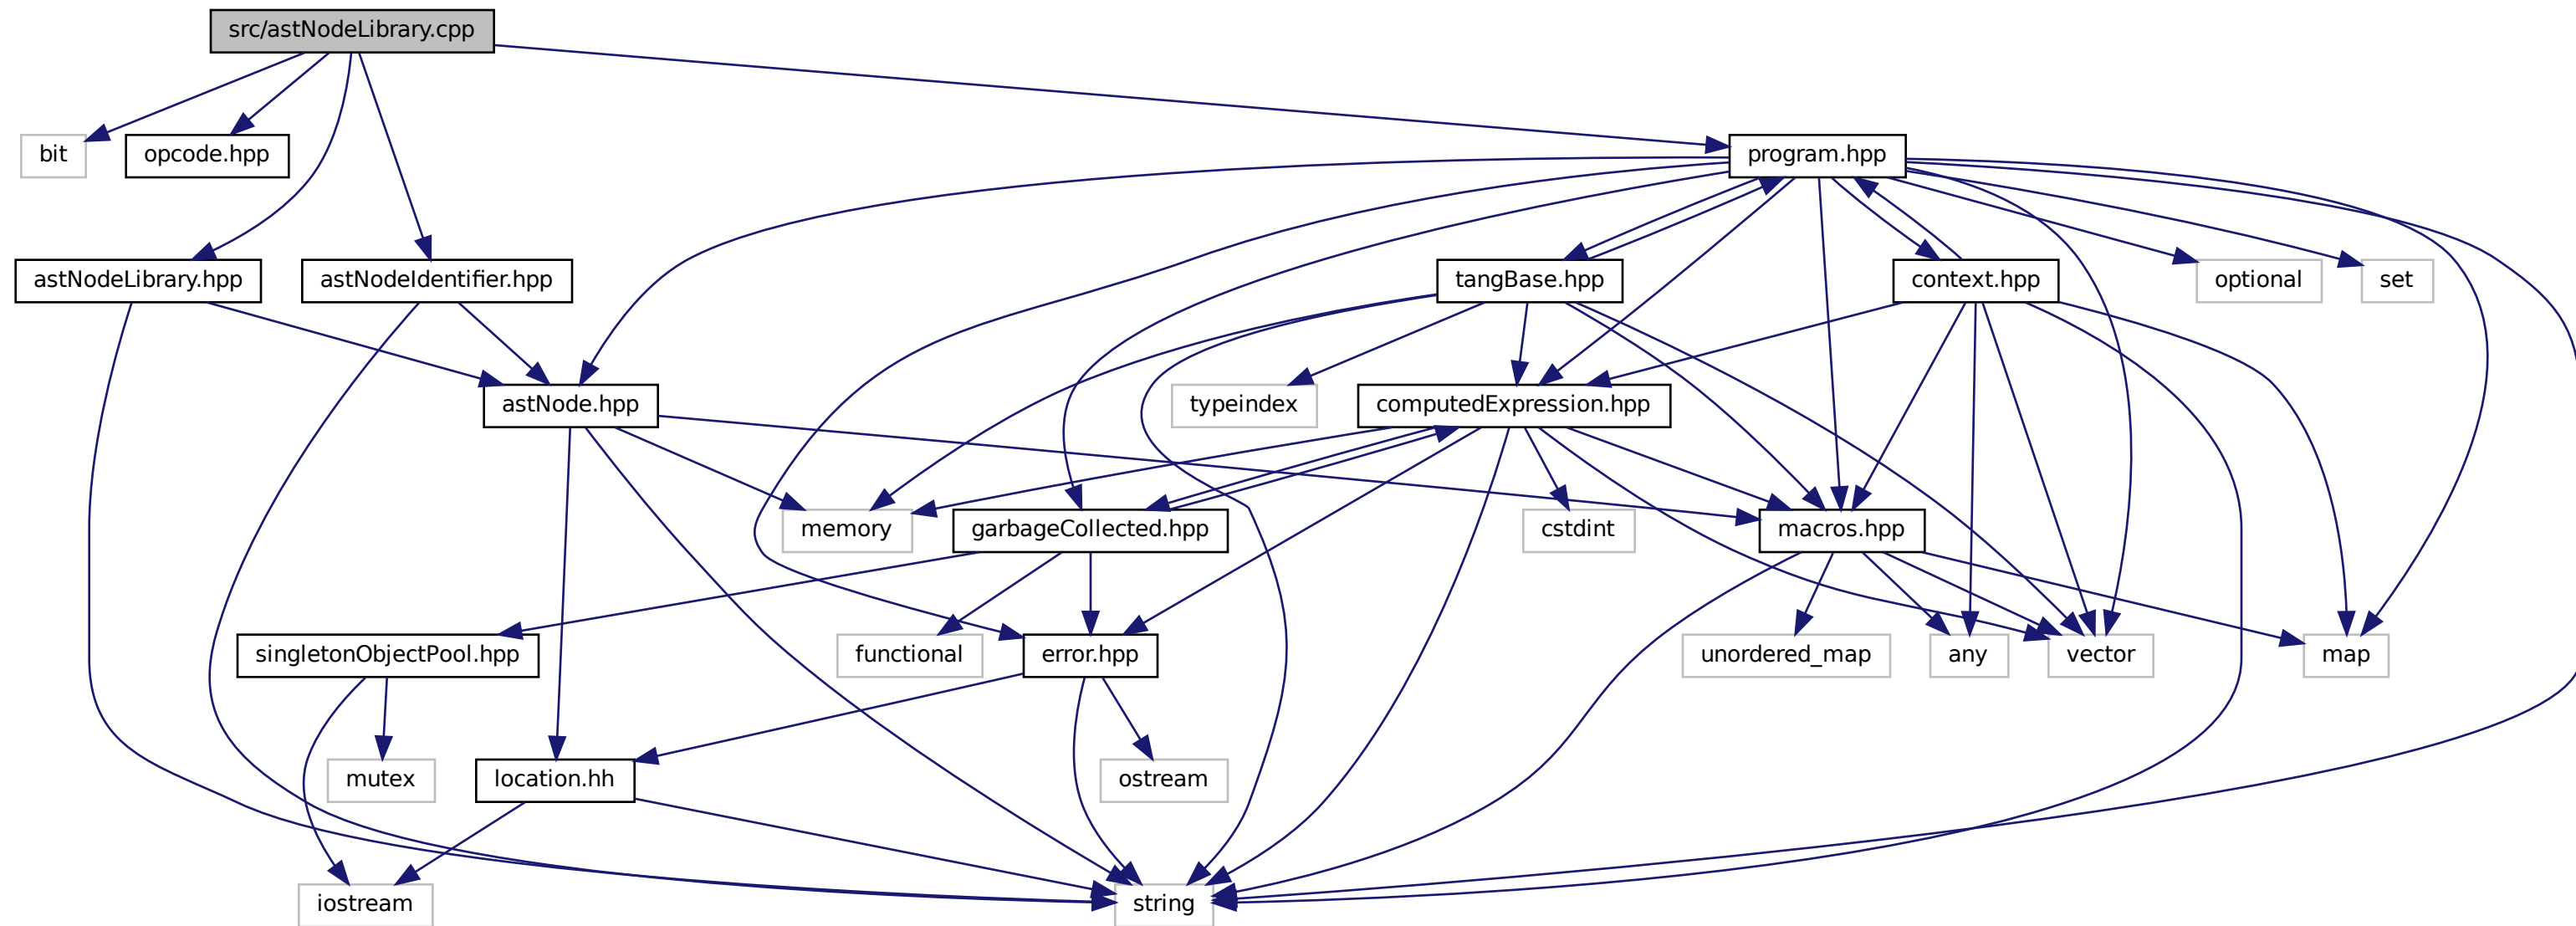 src/astNodeLibrary.cpp
bit
opcode.hpp
program.hpp
astNodeLibrary.hpp
astNodeIdentifier.hpp
tangBase.hpp
context.hpp
optional
set
astNode.hpp
typeindex
computedExpression.hpp
memory
garbageCollected.hpp
cstdint
macros.hpp
singletonObjectPool.hpp
functional
error.hpp
unordered_map
any
vector
map
mutex
location.hh
ostream
iostream
string